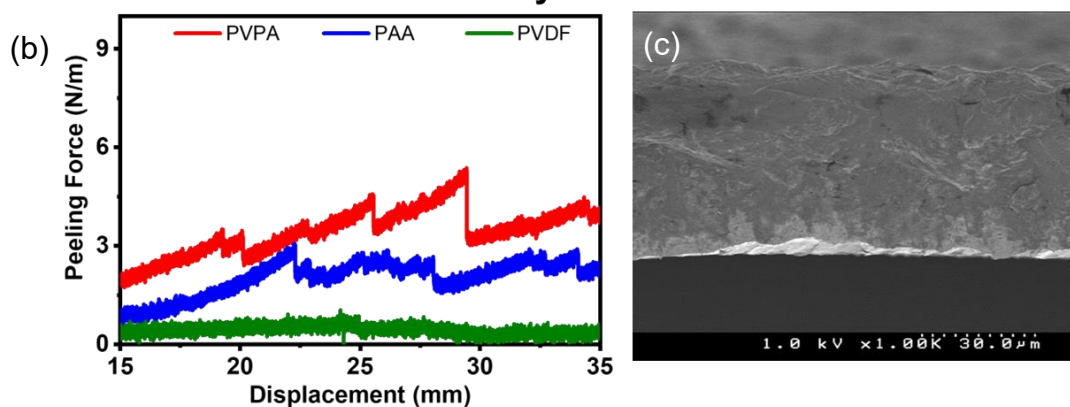 (b)
PVPA PAA PVDF
9
6
3
0
Peeling Force (N/m)
15 20 25 30 35
Displacement (mm)
(c)
1.0 kV x1.00K 30.0µm